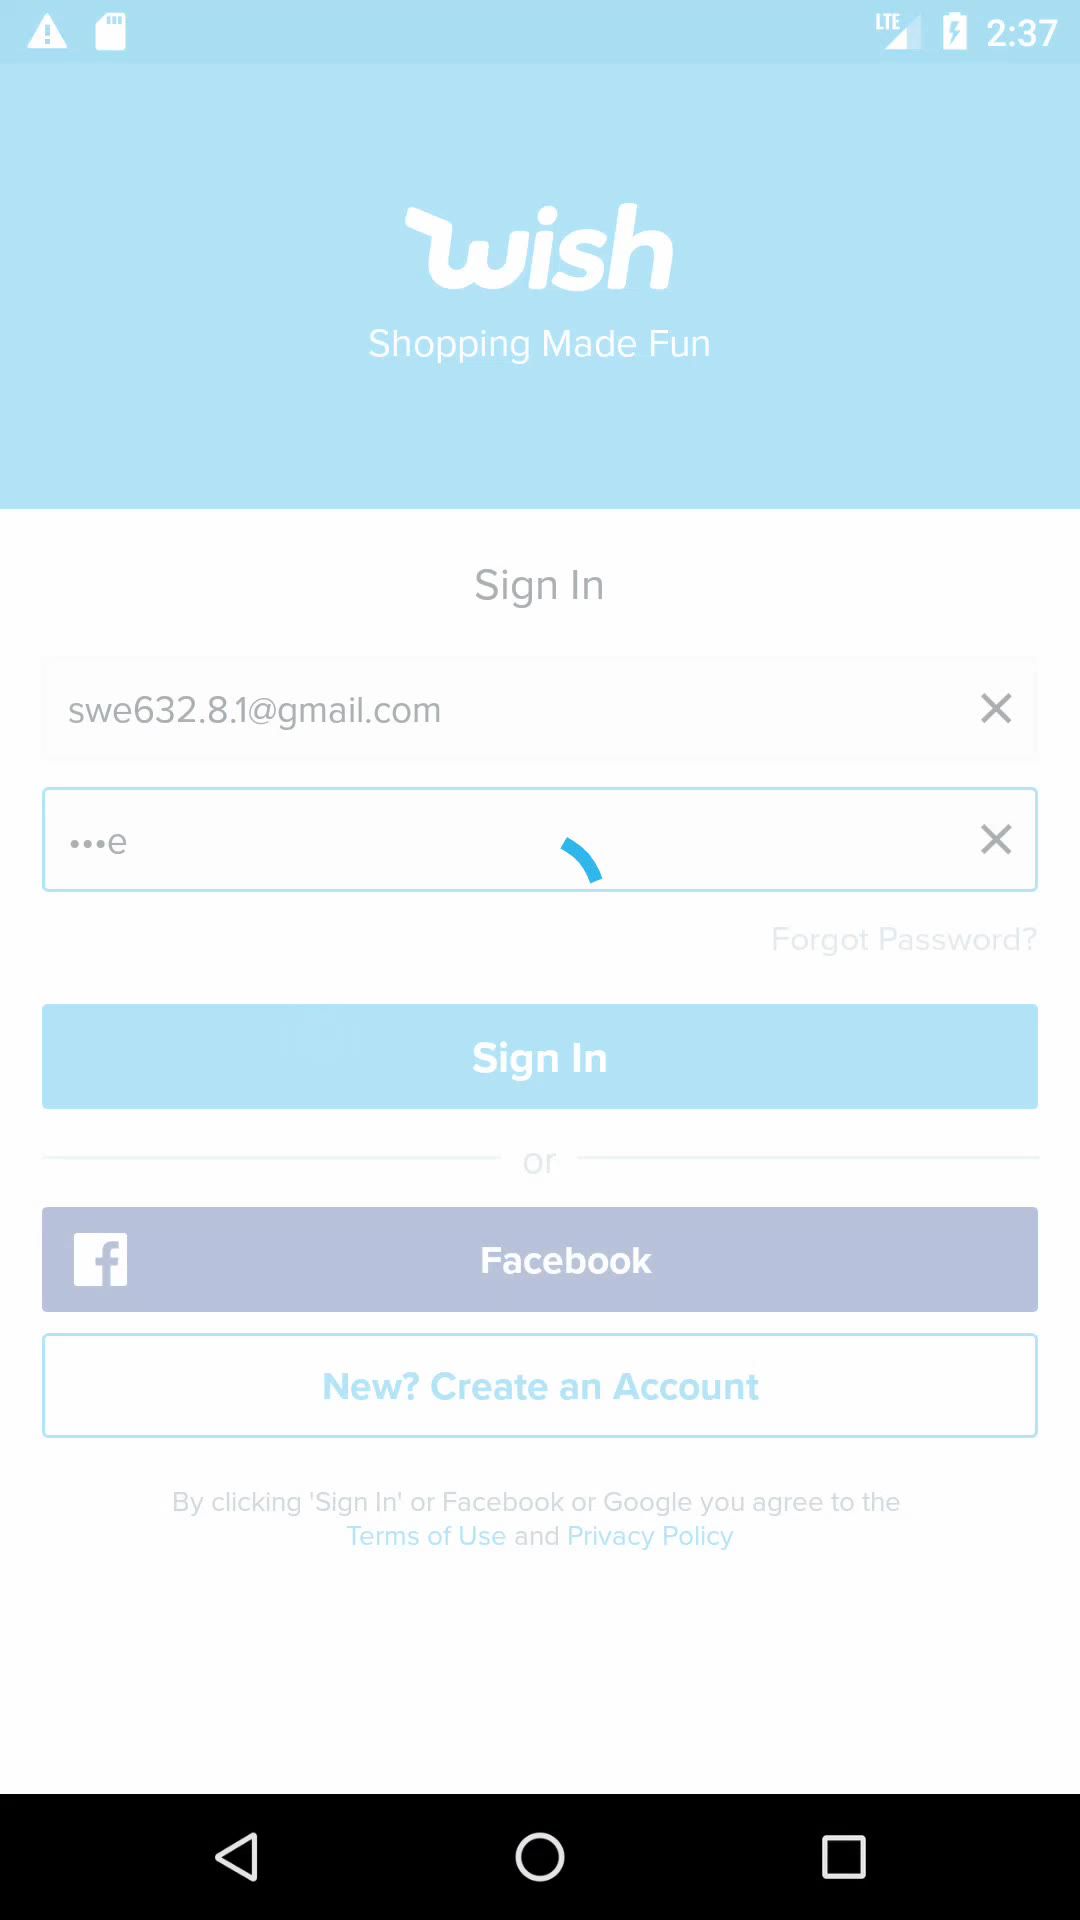 LTE 2:37
wish
Shopping Made Fun
Sign In
swe632.8.1@gmail.com
•••e
Forgot Password?
Sign In
or
Facebook
New? Create an Account
By clicking 'Sign In' or Facebook or Google you agree to the
Terms of Use and Privacy Policy